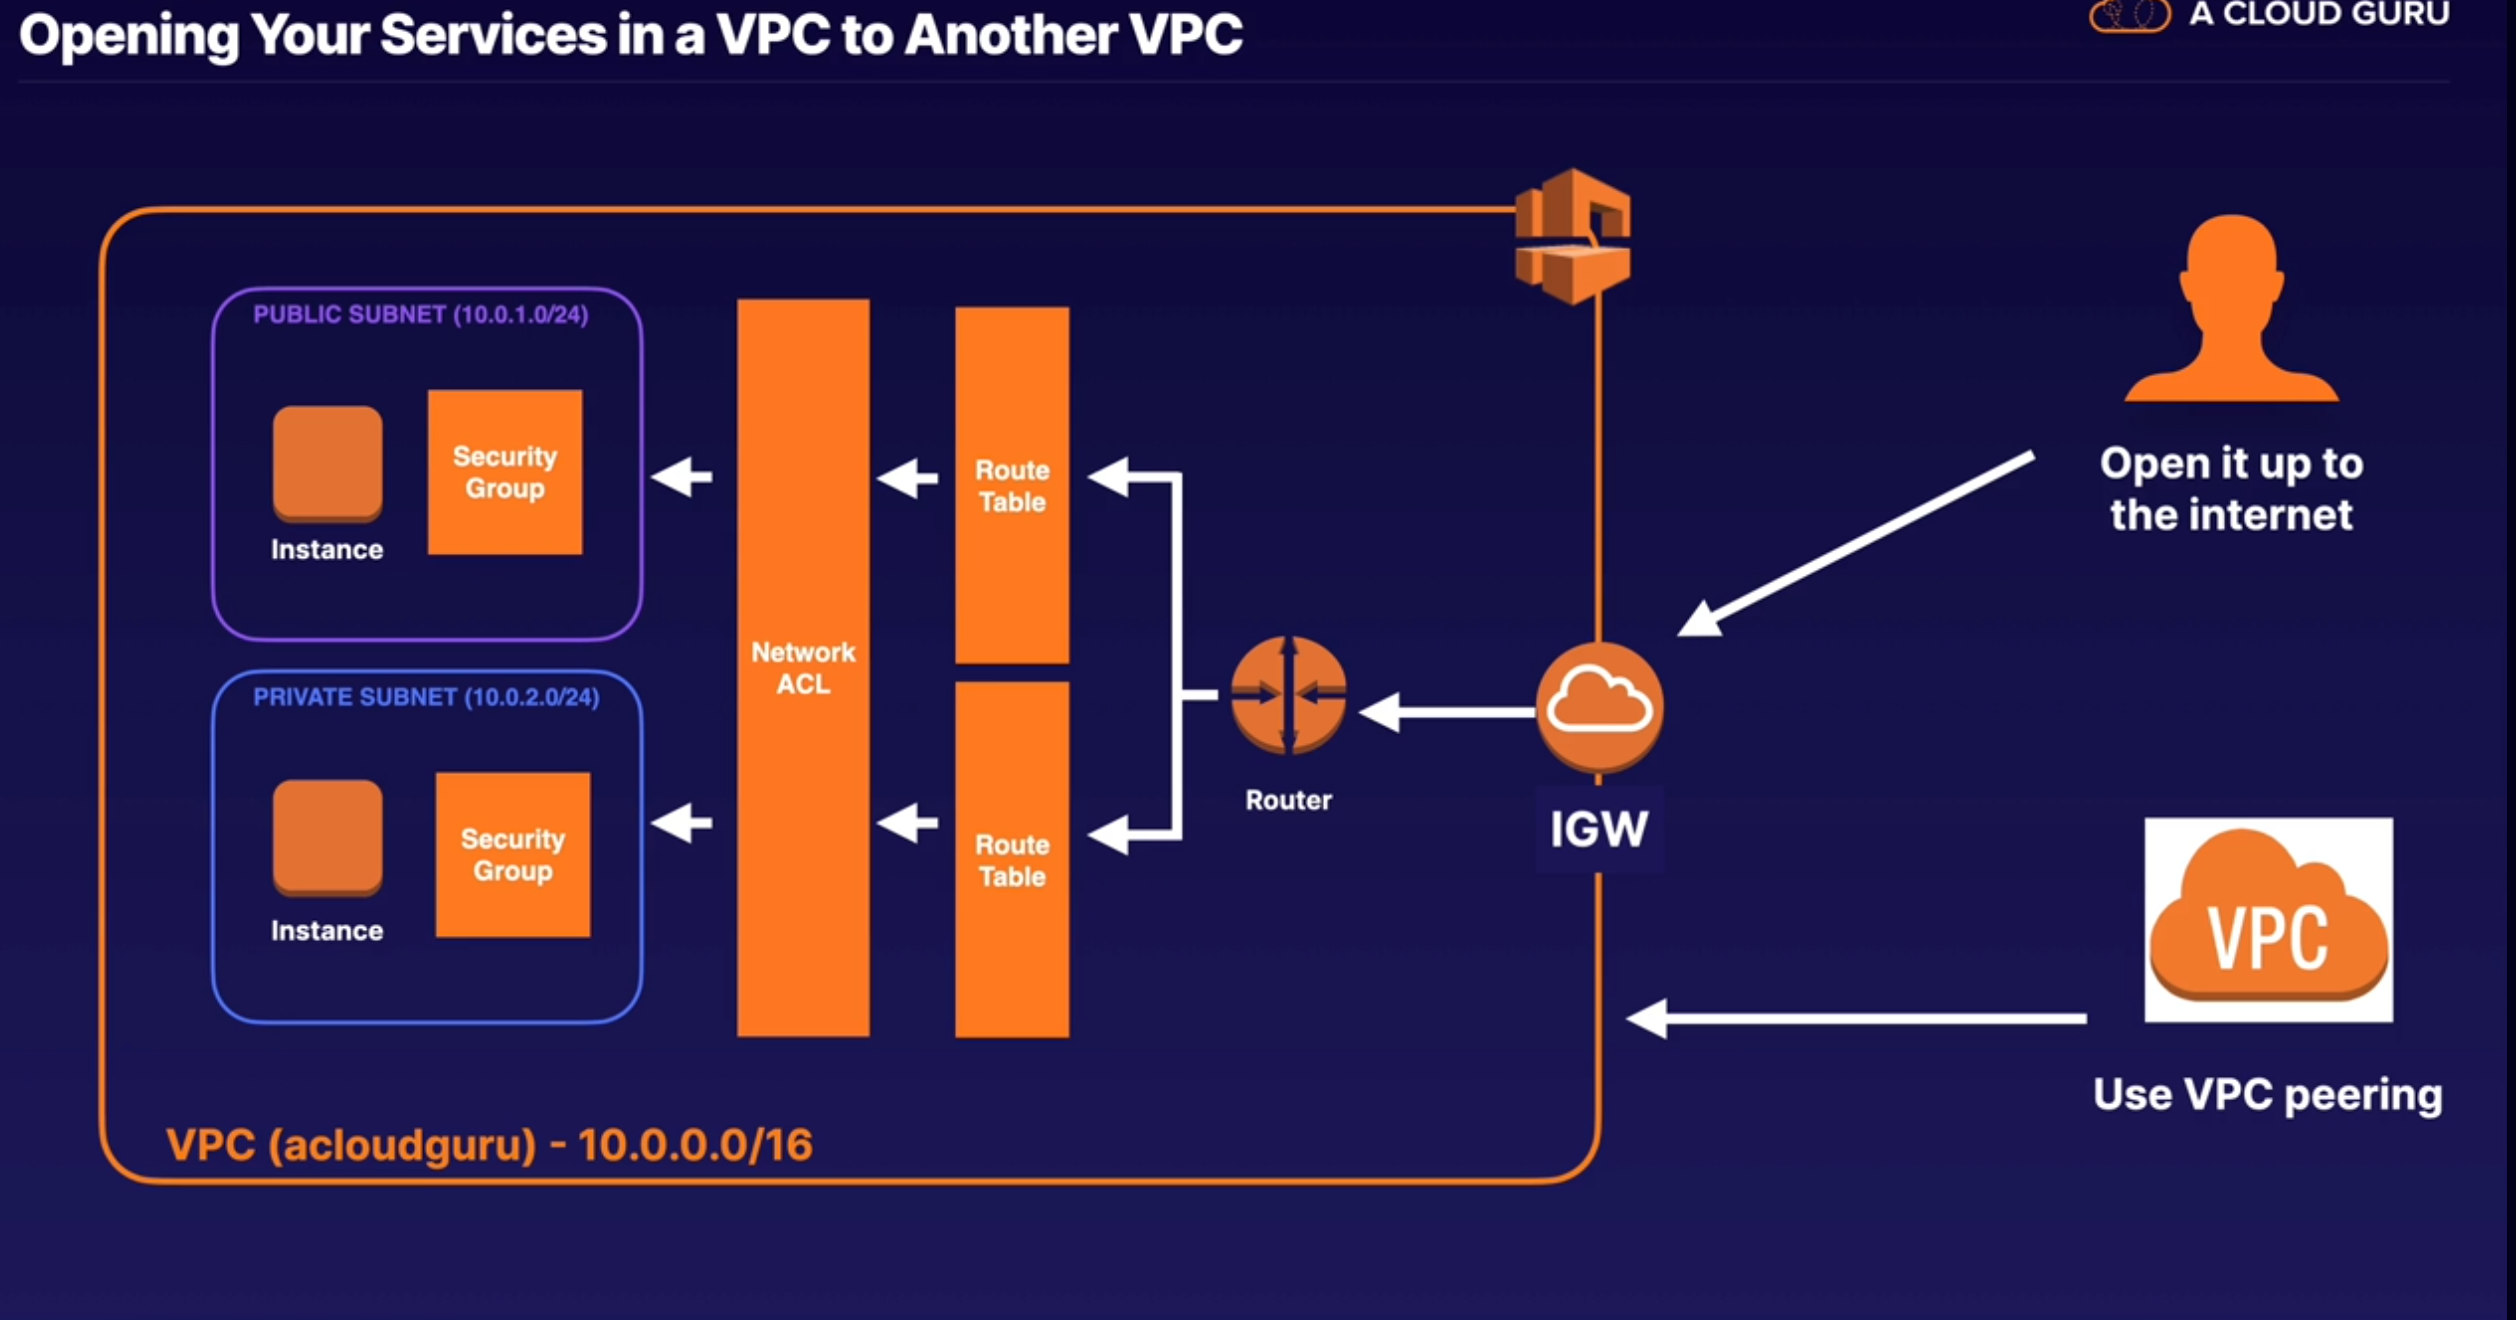 Opening Your Services in a VPC to Another VPC
A CLOUD GURU
PUBLIC SUBNET (10.0.1.0/24)
Instance
Security
Group
PRIVATE SUBNET (10.0.2.0/24)
Instance
Security
Group
Network
ACL
Route
Table
Route
Table
Router
IGW
Open it up to
the internet
VPC
Use VPC peering
VPC (acloudguru) - 10.0.0.0/16